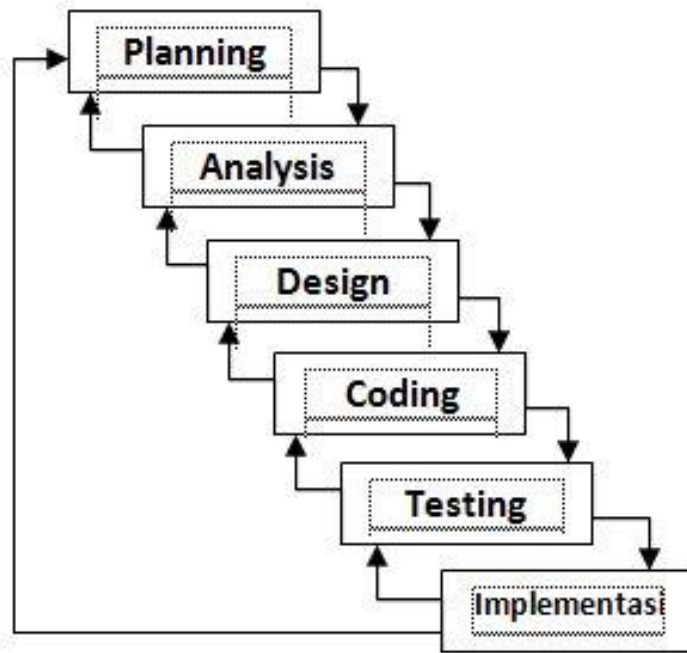 Planning
Analysis
Design
Coding
Testing
Implementasi